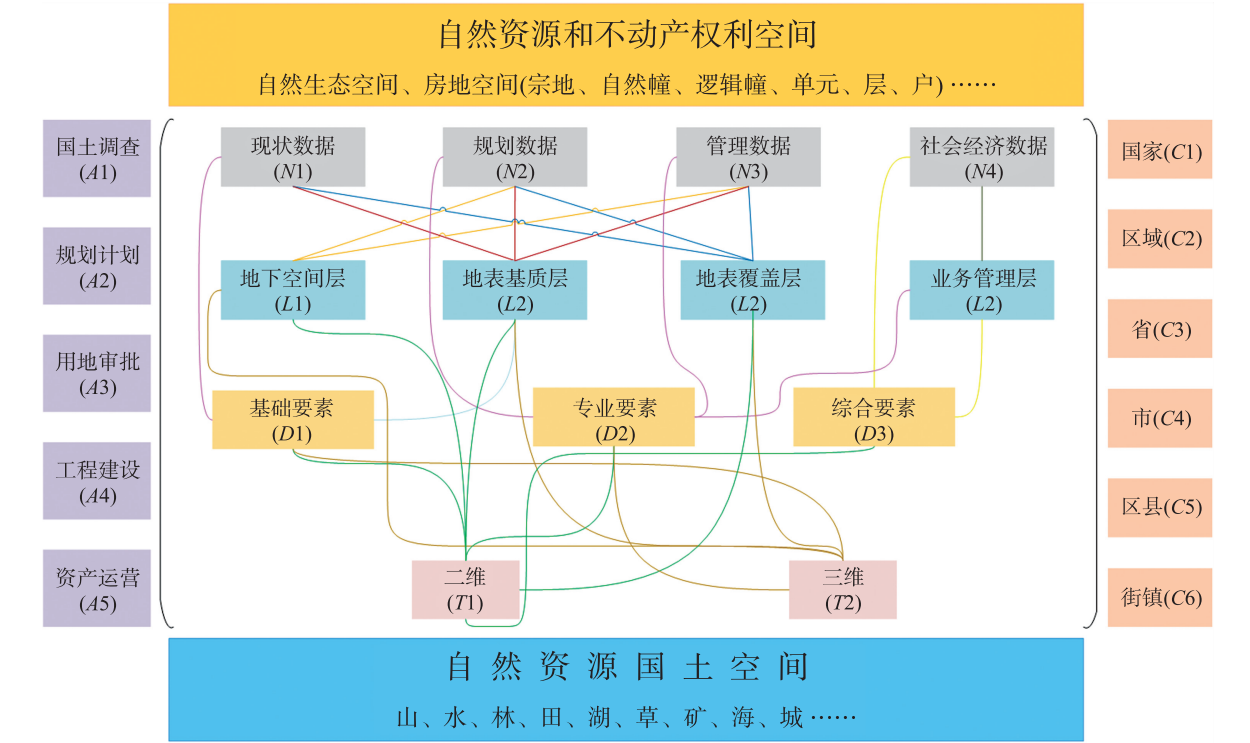 自然资源和不动产权利空间
自然生态空间、房地空间(宗地、自然幢、逻辑幢、单元、层、户)……
国土调查
(A1)
规划计划
(A2)
用地审批
(A3)
工程建设
(A4)
资产运营
(A5)
现状数据
(N1)
规划数据
(N2)
管理数据
(N3)
社会经济数据
(N4)
地下空间层
(L1)
地表基质层
(L2)
地表覆盖层
(L2)
业务管理层
(L2)
基础要素
(D1)
专业要素
(D2)
综合要素
(D3)
二维
(T1)
三维
(T2)
国家(C1)
区域(C2)
省(C3)
市(C4)
区县(C5)
街镇(C6)
自然资源国土空间
山、水、林、田、湖、草、矿、海、城……